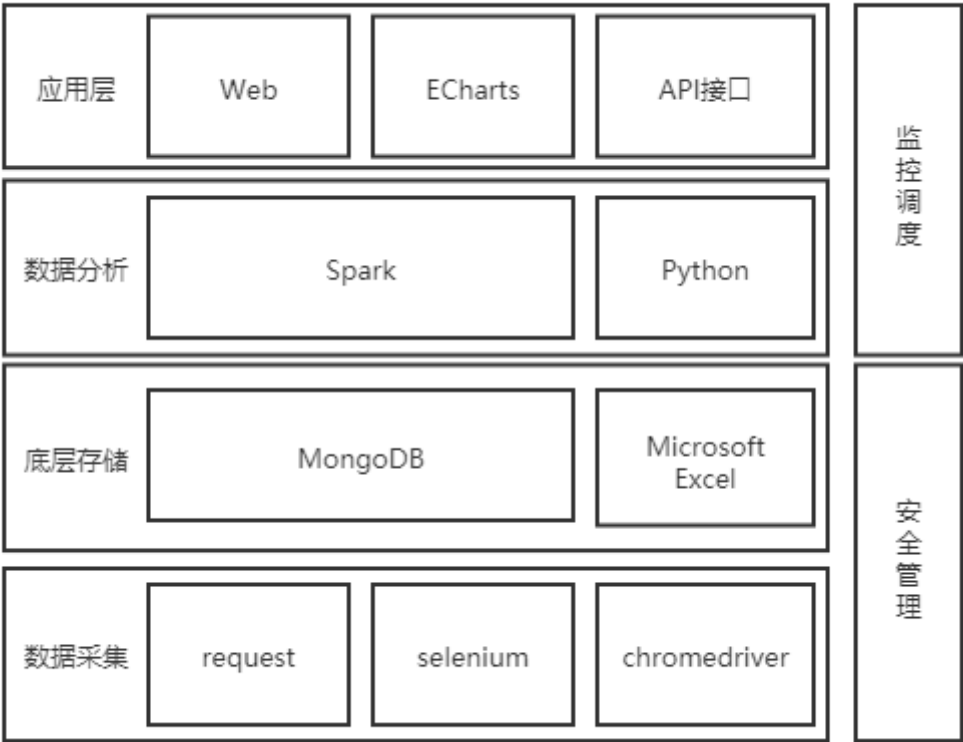 应用层
Web
ECharts
API接口
数据分析
Spark
Python
底层存储
MongoDB
Microsoft
Excel
数据采集
request
selenium
chromedriver
监控调度
安全管理